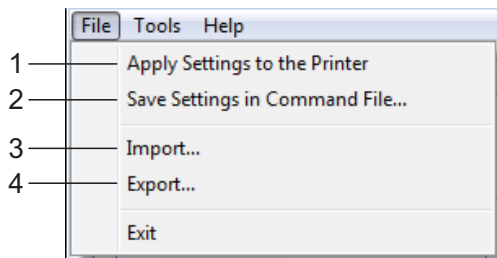 File Tools Help
1 Apply Settings to the Printer
2 Save Settings in Command File...
3 Import...
4 Export...
Exit